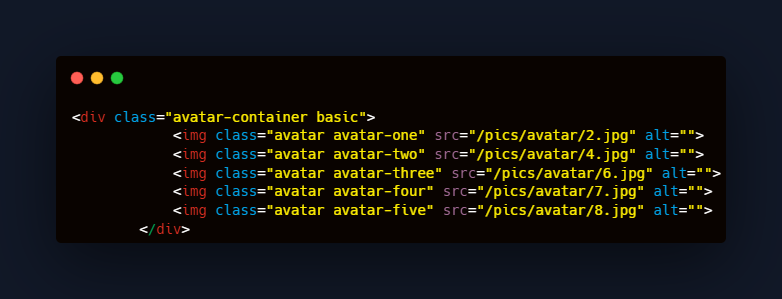 <div class="avatar-container basic">
<img class="avatar avatar-one" src="/pics/avatar/2.jpg" alt="">
<img class="avatar avatar-two" src="/pics/avatar/4.jpg" alt="">
<img class="avatar avatar-three" src="/pics/avatar/6.jpg" alt="">
<img class="avatar avatar-four" src="/pics/avatar/7.jpg" alt="">
<img class="avatar avatar-five" src="/pics/avatar/8.jpg" alt="">
</div>